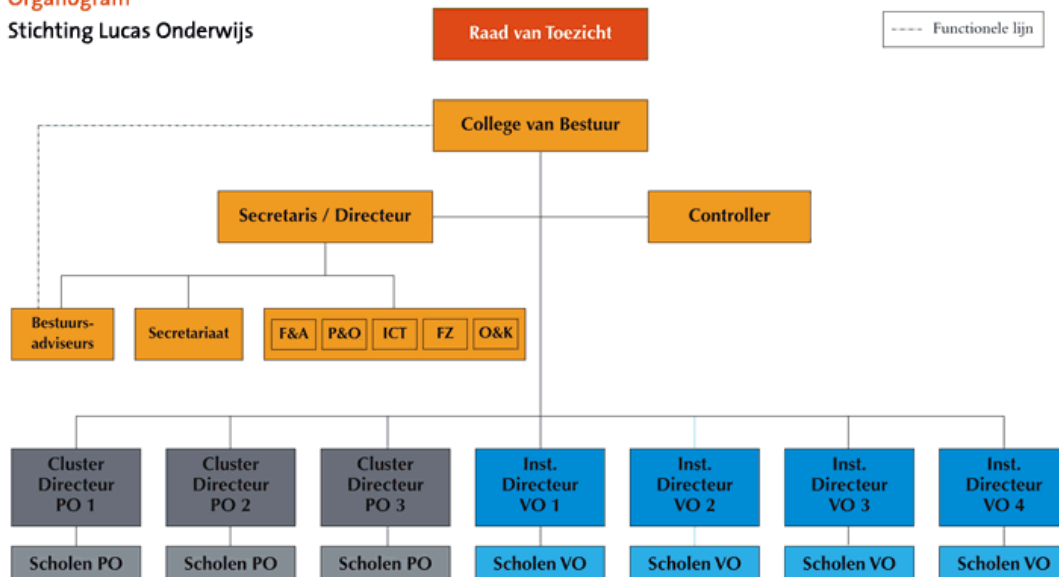 Organogram
Stichting Lucas Onderwijs
Raad van Toezicht
Functionele lijn
College van Bestuur
Secretaris / Directeur
Controller
Bestuurs-
adviseurs
Secretariaat
F&A
P&O
ICT
FZ
O&K
Cluster
Directeur
PO 1
Cluster
Directeur
PO 2
Cluster
Directeur
PO 3
Inst.
Directeur
VO 1
Inst.
Directeur
VO 2
Inst.
Directeur
VO 3
Inst.
Directeur
VO 4
Scholen PO
Scholen PO
Scholen PO
Scholen VO
Scholen VO
Scholen VO
Scholen VO